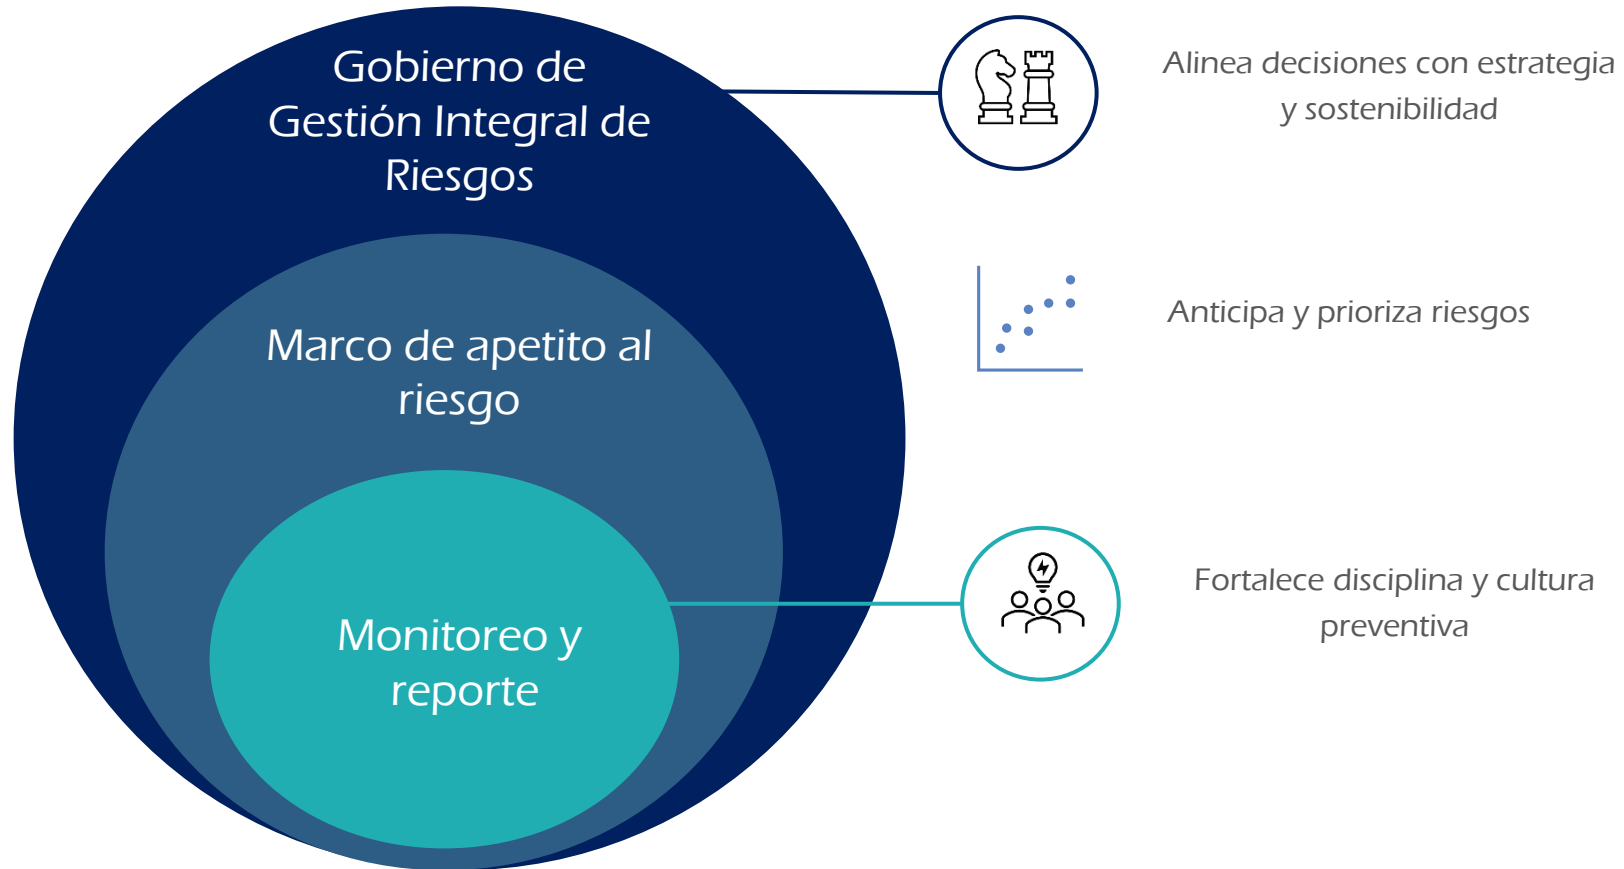 Gobierno de
Gestión Integral de
Riesgos
Alinea decisiones con estrategia
y sostenibilidad
Marco de apetito al
riesgo
Anticipa y prioriza riesgos
Monitoreo y
reporte
Fortalece disciplina y cultura
preventiva